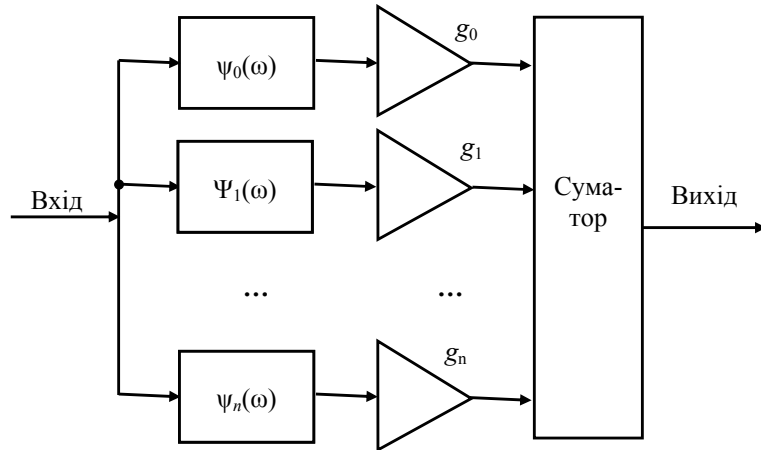 g₀
ψ₀(ω)
g₁
Ψ₁(ω)
Сума-
тор
Вхід
Вихід
... ...
gₙ
ψₙ(ω)